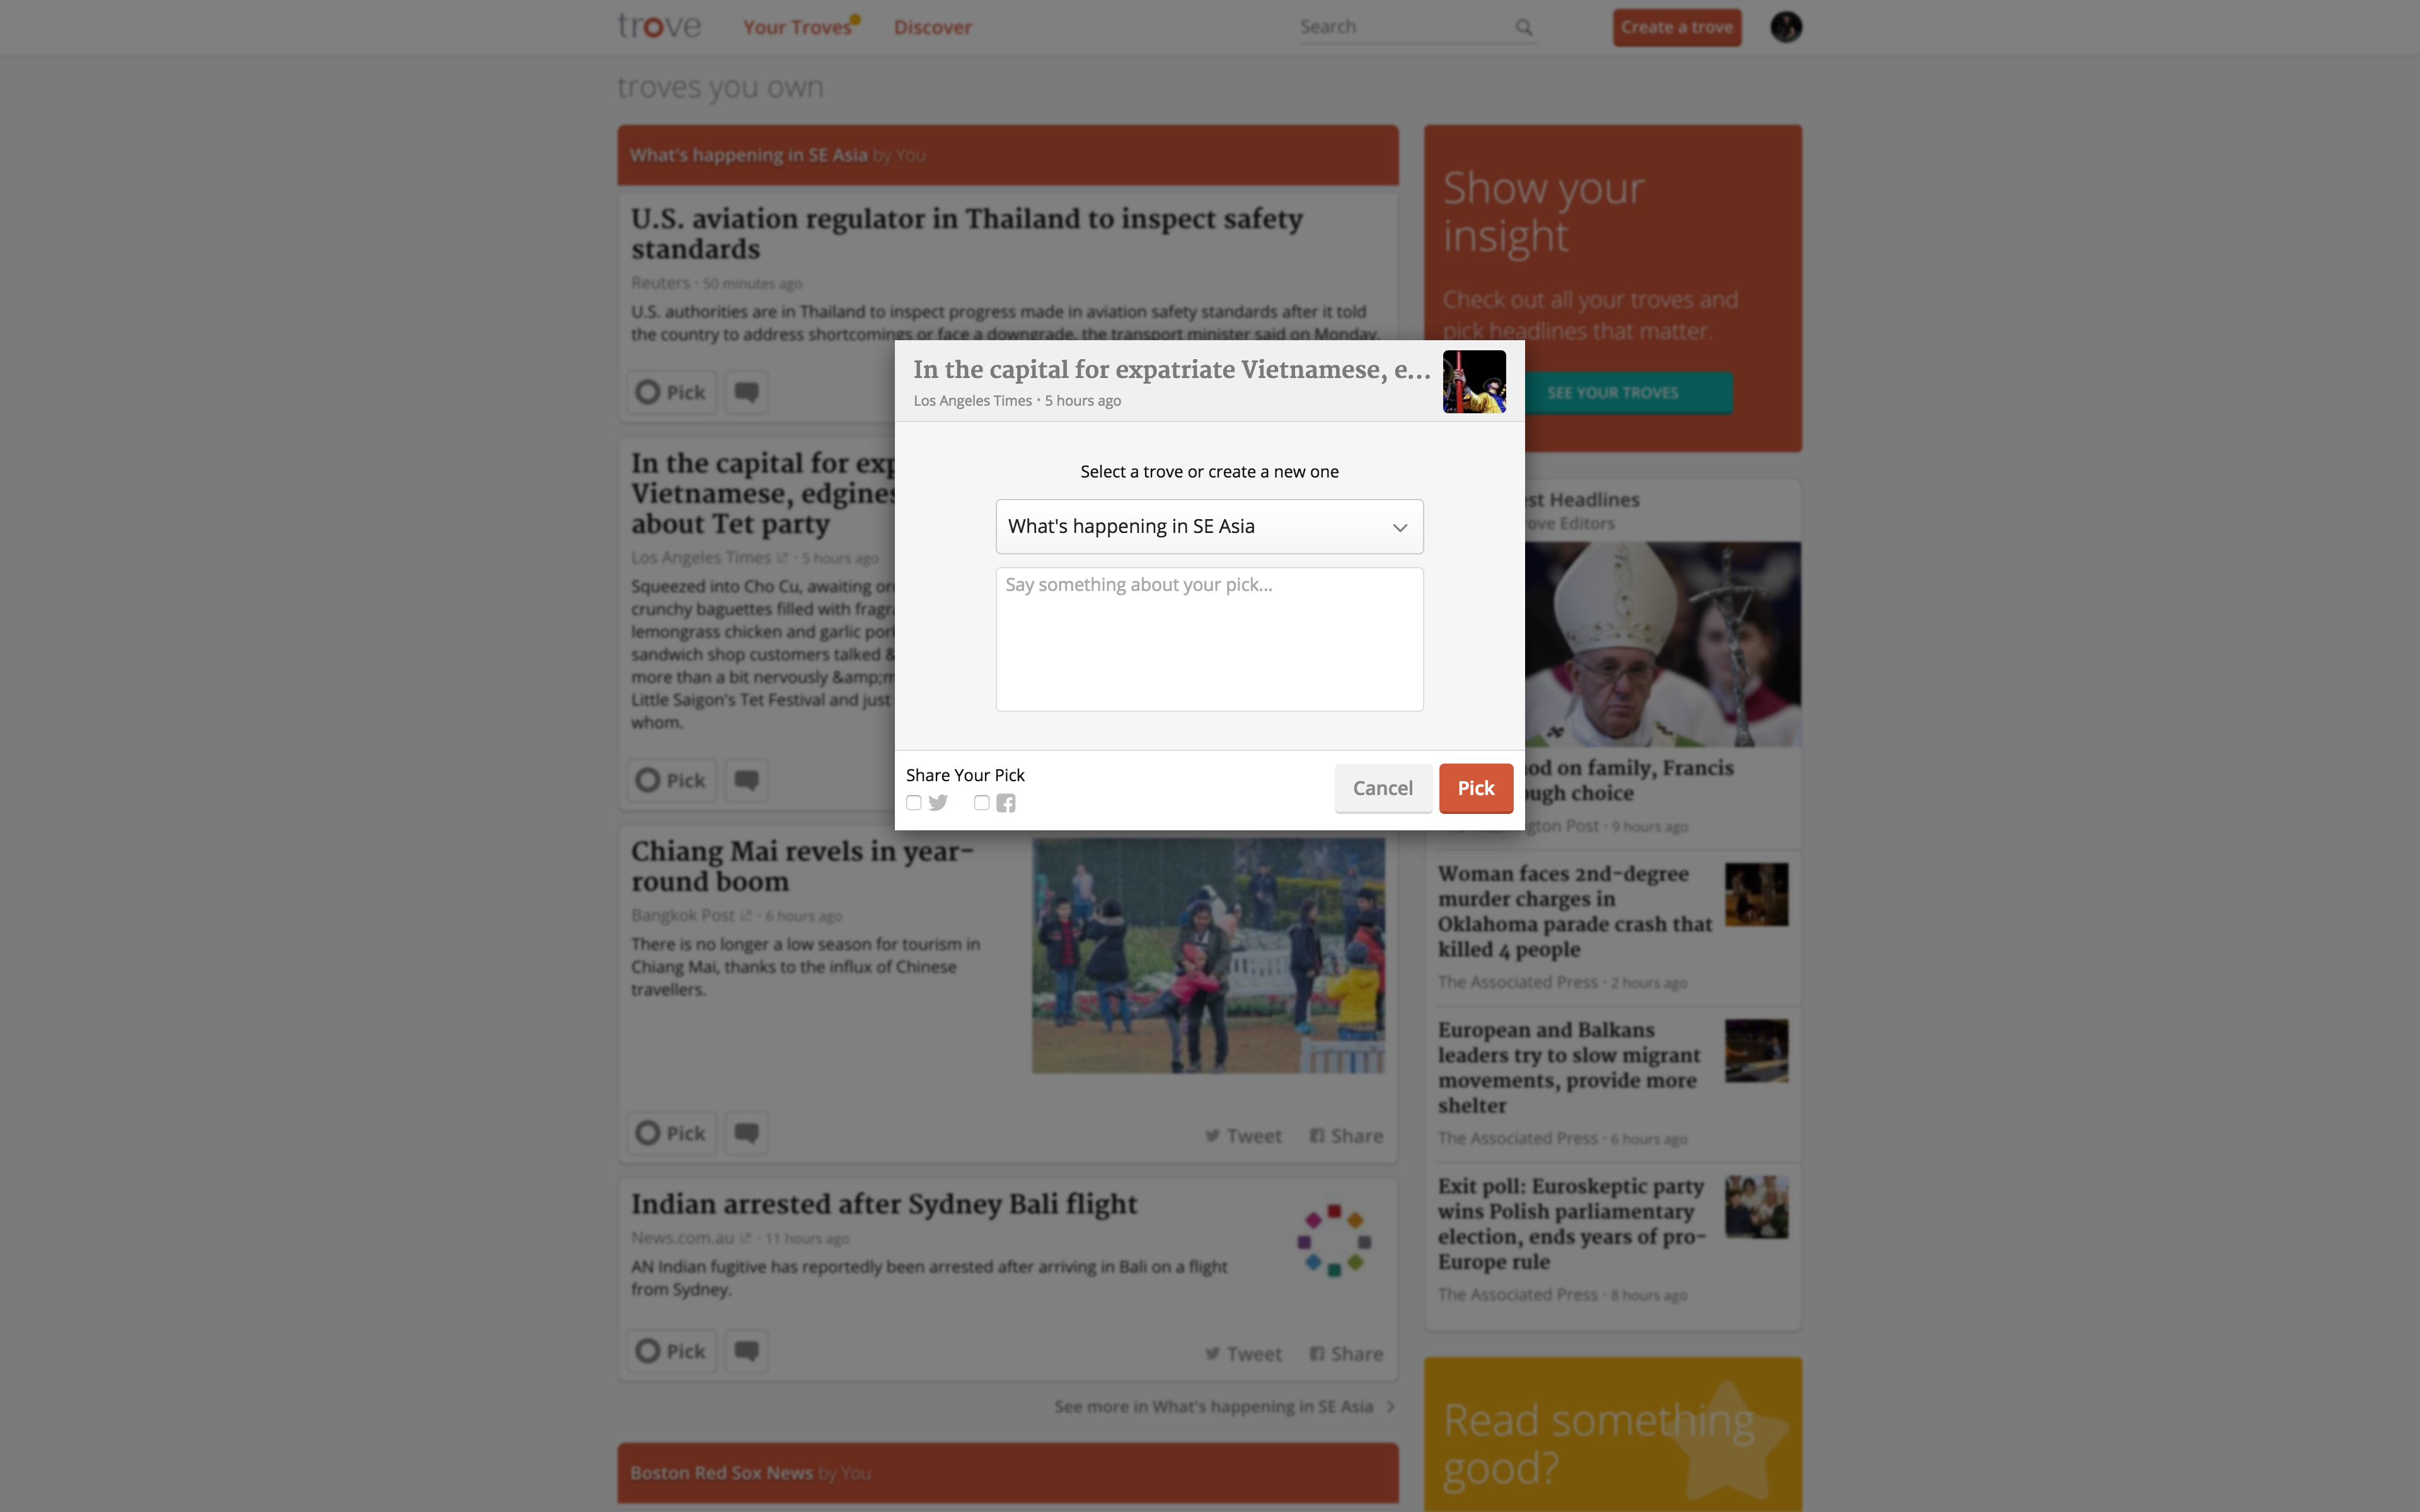 trove
Your Troves
Discover
Search
Create a trove
troves you own
What's happening in SE Asia by You
U.S. aviation regulator in Thailand to inspect safety
standards
Reuters · 50 minutes ago
U.S. authorities are in Thailand to inspect progress made in aviation safety standards after it told
the country to address shortcomings or face a downgrade, the transport minister said on Monday.
Pick
In the capital for exp
Vietnamese, edgines
about Tet party
Los Angeles Times · 5 hours ago
Squeezed into Cho Cu, awaiting or
crunchy baguettes filled with fragra
lemongrass chicken and garlic por
sandwich shop customers talked &
more than a bit nervously &amp;m
Little Saigon's Tet Festival and just
whom.
Pick
Chiang Mai revels in year-
round boom
Bangkok Post · 6 hours ago
There is no longer a low season for tourism in
Chiang Mai, thanks to the influx of Chinese
travellers.
Pick
Tweet
Share
Indian arrested after Sydney Bali flight
News.com.au · 11 hours ago
AN Indian fugitive has reportedly been arrested after arriving in Bali on a flight
from Sydney.
Pick
Tweet
Share
See more in What's happening in SE Asia
Boston Red Sox News by You
In the capital for expatriate Vietnamese, e...
Los Angeles Times · 5 hours ago
Select a trove or create a new one
What's happening in SE Asia
Say something about your pick...
Share Your Pick
Cancel
Pick
Show your
insight
Check out all your troves and
pick headlines that matter.
SEE YOUR TROVES
st Headlines
ove Editors
od on family, Francis
ugh choice
gton Post · 9 hours ago
Woman faces 2nd-degree
murder charges in
Oklahoma parade crash that
killed 4 people
The Associated Press · 2 hours ago
European and Balkans
leaders try to slow migrant
movements, provide more
shelter
The Associated Press · 6 hours ago
Exit poll: Euroskeptic party
wins Polish parliamentary
election, ends years of pro-
Europe rule
The Associated Press · 8 hours ago
Read something
good?